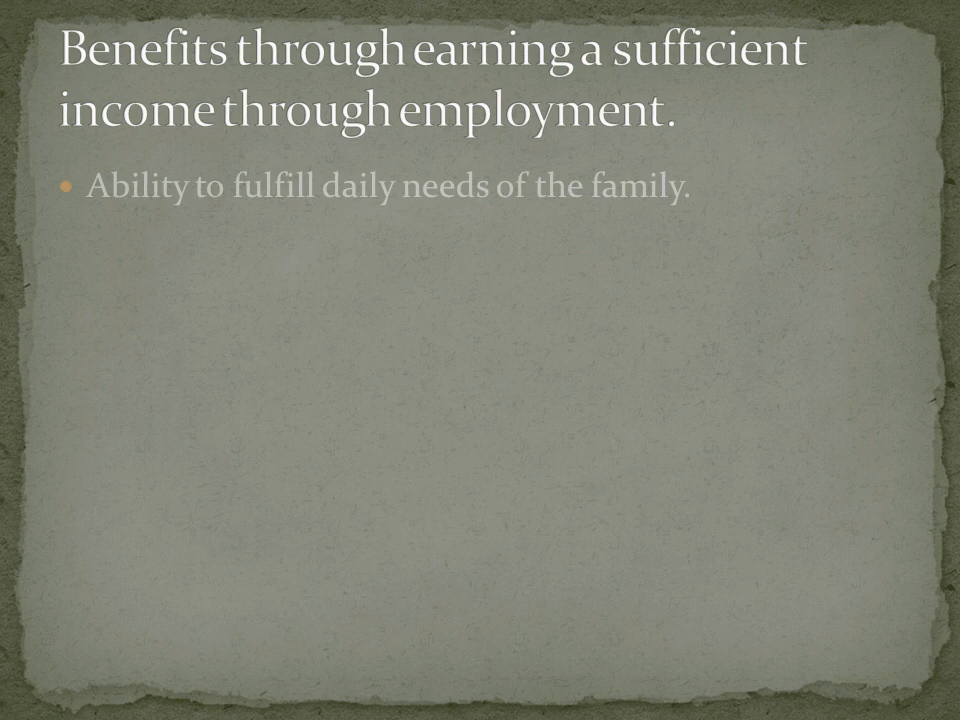 Benefits through earning a sufficient
income through employment.
• Ability to fulfill daily needs of the family.